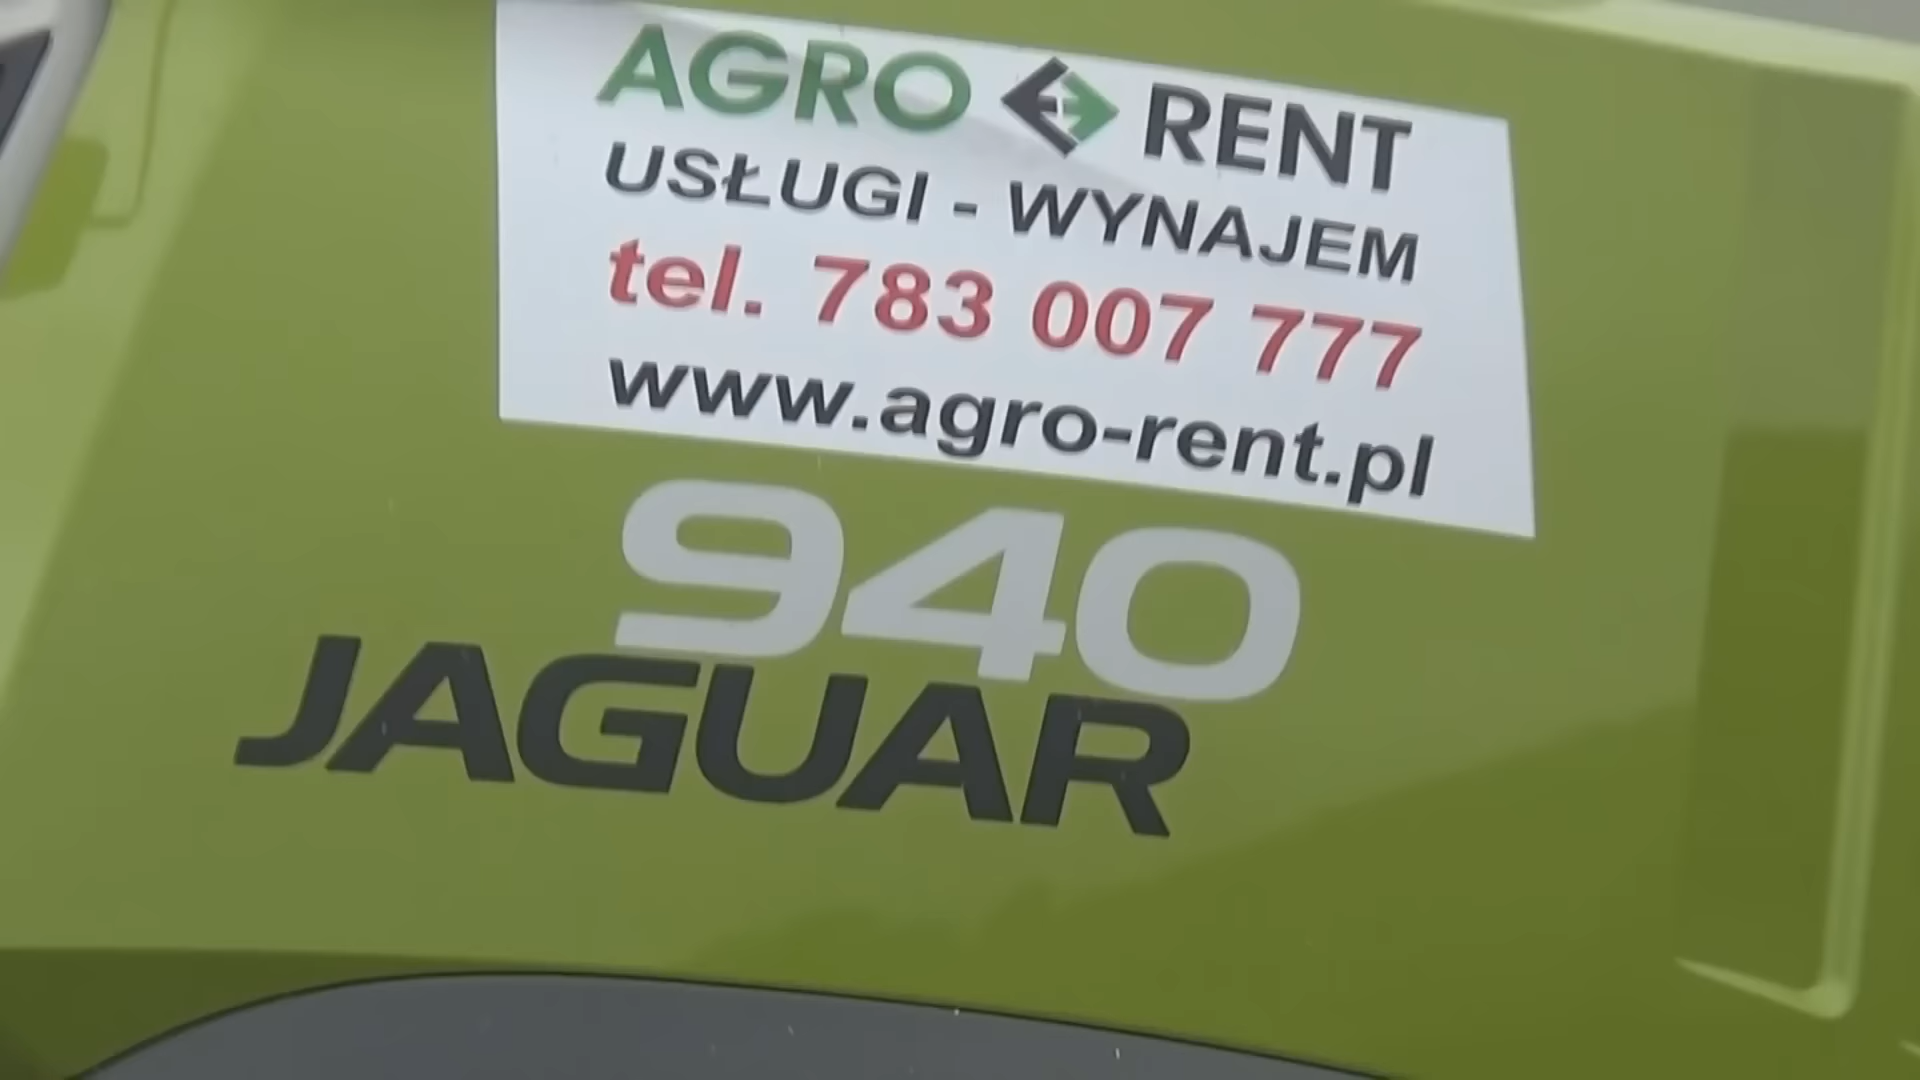 AGRO RENT
USŁUGI - WYNAJEM
tel. 783 007 777
www.agro-rent.pl
940
JAGUAR